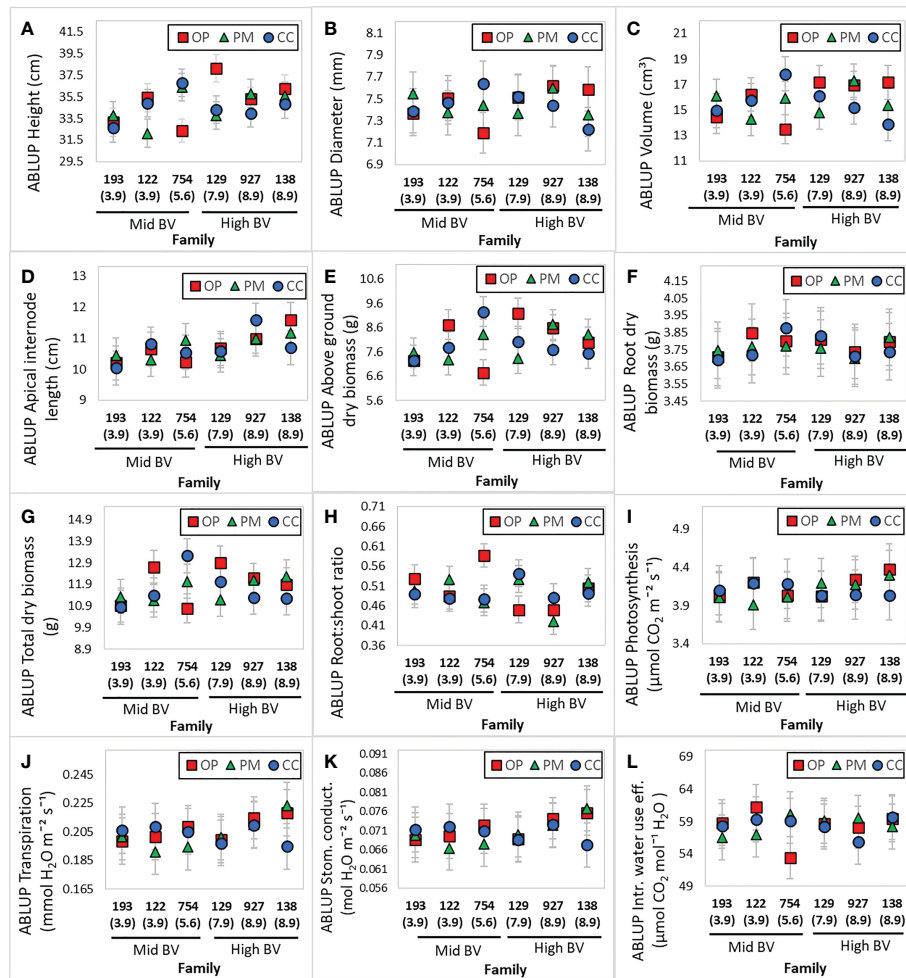 A
OP PM CC
ABLUP Height (cm)
41.5
39.5
37.5
35.5
33.5
31.5
29.5
193 122 754 129 927 138
(3.9) (3.9) (5.6) (7.9) (8.9) (8.9)
Mid BV High BV
Family
B
OP PM CC
ABLUP Diameter (mm)
8.1
7.8
7.5
7.2
6.9
193 122 754 129 927 138
(3.9) (3.9) (5.6) (7.9) (8.9) (8.9)
Mid BV High BV
Family
C
OP PM CC
ABLUP Volume (cm³)
21
19
17
15
13
11
193 122 754 129 927 138
(3.9) (3.9) (5.6) (7.9) (8.9) (8.9)
Mid BV High BV
Family
D
OP PM CC
ABLUP Apical internode
length (cm)
13
12
11
10
9
193 122 754 129 927 138
(3.9) (3.9) (5.6) (7.9) (8.9) (8.9)
Mid BV High BV
Family
E
OP PM CC
ABLUP Above ground
dry biomass (g)
10.6
9.6
8.6
7.6
6.6
5.6
193 122 754 129 927 138
(3.9) (3.9) (5.6) (7.9) (8.9) (8.9)
Mid BV High BV
Family
F
OP PM CC
ABLUP Root dry
biomass (g)
4.15
4.05
3.95
3.85
3.75
3.65
3.55
3.45
193 122 754 129 927 138
(3.9) (3.9) (5.6) (7.9) (8.9) (8.9)
Mid BV High BV
Family
G
OP PM CC
ABLUP Total dry biomass
(g)
14.9
13.9
12.9
11.9
10.9
9.9
8.9
193 122 754 129 927 138
(3.9) (3.9) (5.6) (7.9) (8.9) (8.9)
Mid BV High BV
Family
H
OP PM CC
ABLUP Root:shoot ratio
0.71
0.66
0.61
0.56
0.51
0.46
0.41
0.36
193 122 754 129 927 138
(3.9) (3.9) (5.6) (7.9) (8.9) (8.9)
Mid BV High BV
Family
I
OP PM CC
ABLUP Photosynthesis
(µmol CO₂ m⁻² s⁻¹)
4.9
4.4
3.9
3.4
193 122 754 129 927 138
(3.9) (3.9) (5.6) (7.9) (8.9) (8.9)
Mid BV High BV
Family
J
OP PM CC
ABLUP Transpiration
(mmol H₂O m⁻² s⁻¹)
0.245
0.225
0.205
0.185
0.165
193 122 754 129 927 138
(3.9) (3.9) (5.6) (7.9) (8.9) (8.9)
Mid BV High BV
Family
K
OP PM CC
ABLUP Stom. conduct.
(mol H₂O m⁻² s⁻¹)
0.091
0.086
0.081
0.076
0.071
0.066
0.061
0.056
193 122 754 129 927 138
(3.9) (3.9) (5.6) (7.9) (8.9) (8.9)
Mid BV High BV
Family
L
OP PM CC
ABLUP Intr. water use eff.
(µmol CO₂ mol⁻¹ H₂O)
69
64
59
54
49
193 122 754 129 927 138
(3.9) (3.9) (5.6) (7.9) (8.9) (8.9)
Mid BV High BV
Family